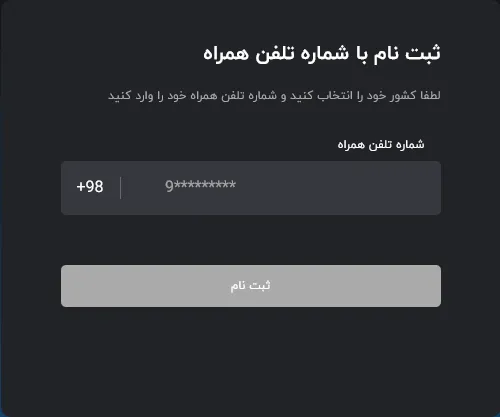 ثبت نام با شماره تلفن همراه
لطفا کشور خود را انتخاب کنید و شماره تلفن همراه خود را وارد کنید
شماره تلفن همراه
+98 9*********
ثبت نام